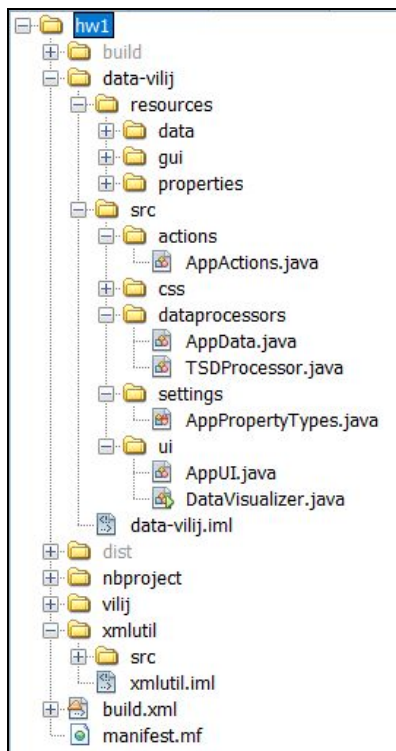 hw1
build
data-vilij
resources
data
gui
properties
src
actions
AppActions.java
css
dataprocessors
AppData.java
TSDProcessor.java
settings
AppPropertyTypes.java
ui
AppUI.java
DataVisualizer.java
data-vilij.iml
dist
nbproject
vilij
xmlutil
src
xmlutil.iml
build.xml
manifest.mf